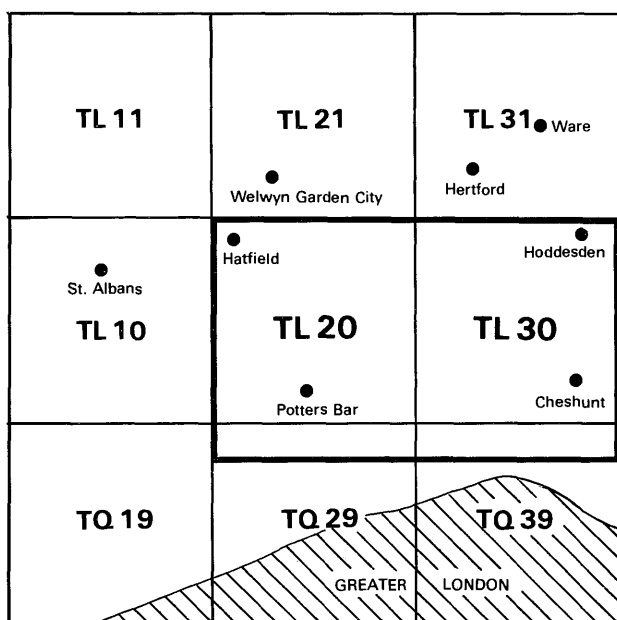 TL 11
TL 21
TL 31
Ware
Welwyn Garden City
Hertford
Hatfield
Hoddesden
St. Albans
TL 10
TL 20
TL 30
Potters Bar
Cheshunt
TQ 19
TQ 29
TQ 39
GREATER LONDON